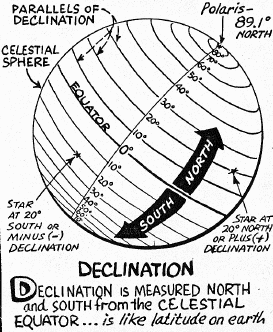 PARALLELS OF
DECLINATION
Polaris-
89.1°
NORTH
CELESTIAL
SPHERE
EQUATOR
80°
70°
60°
50°
40°
30°
20°
10°
0°
10°
20°
30°
40°
50°
NORTH
SOUTH
STAR
AT 20°
SOUTH OR
MINUS (-)
DECLINATION
STAR AT
20° NORTH
OR PLUS (+)
DECLINATION
DECLINATION
DECLINATION IS MEASURED NORTH
and SOUTH from the CELESTIAL
EQUATOR... is like latitude on earth